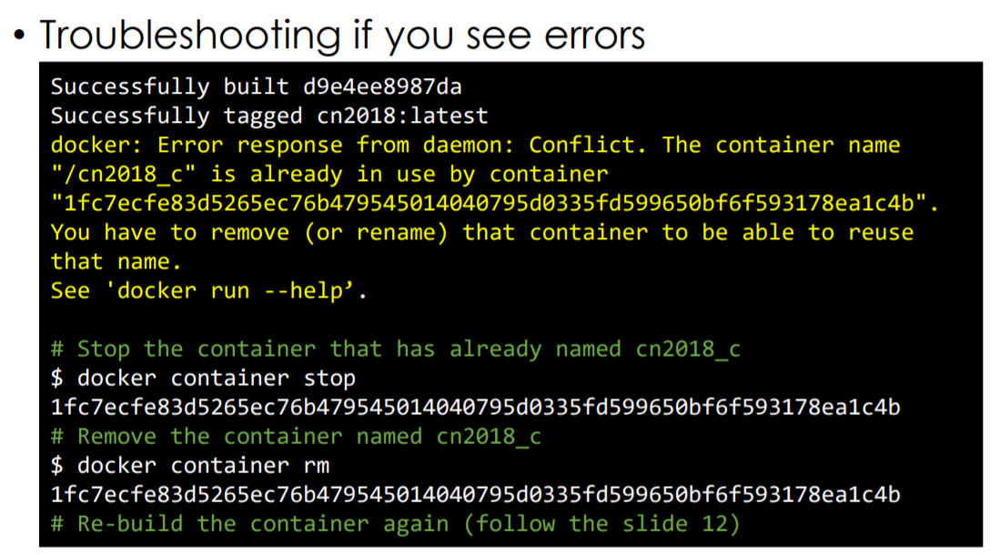 • Troubleshooting if you see errors
Successfully built d9e4ee8987da
Successfully tagged cn2018:latest
docker: Error response from daemon: Conflict. The container name
"/cn2018_c" is already in use by container
"1fc7ecfe83d5265ec76b479545014040795d0335fd599650bf6f593178ea1c4b".
You have to remove (or rename) that container to be able to reuse
that name.
See 'docker run --help’.
# Stop the container that has already named cn2018_c
$ docker container stop
1fc7ecfe83d5265ec76b479545014040795d0335fd599650bf6f593178ea1c4b
# Remove the container named cn2018_c
$ docker container rm
1fc7ecfe83d5265ec76b479545014040795d0335fd599650bf6f593178ea1c4b
# Re-build the container again (follow the slide 12)